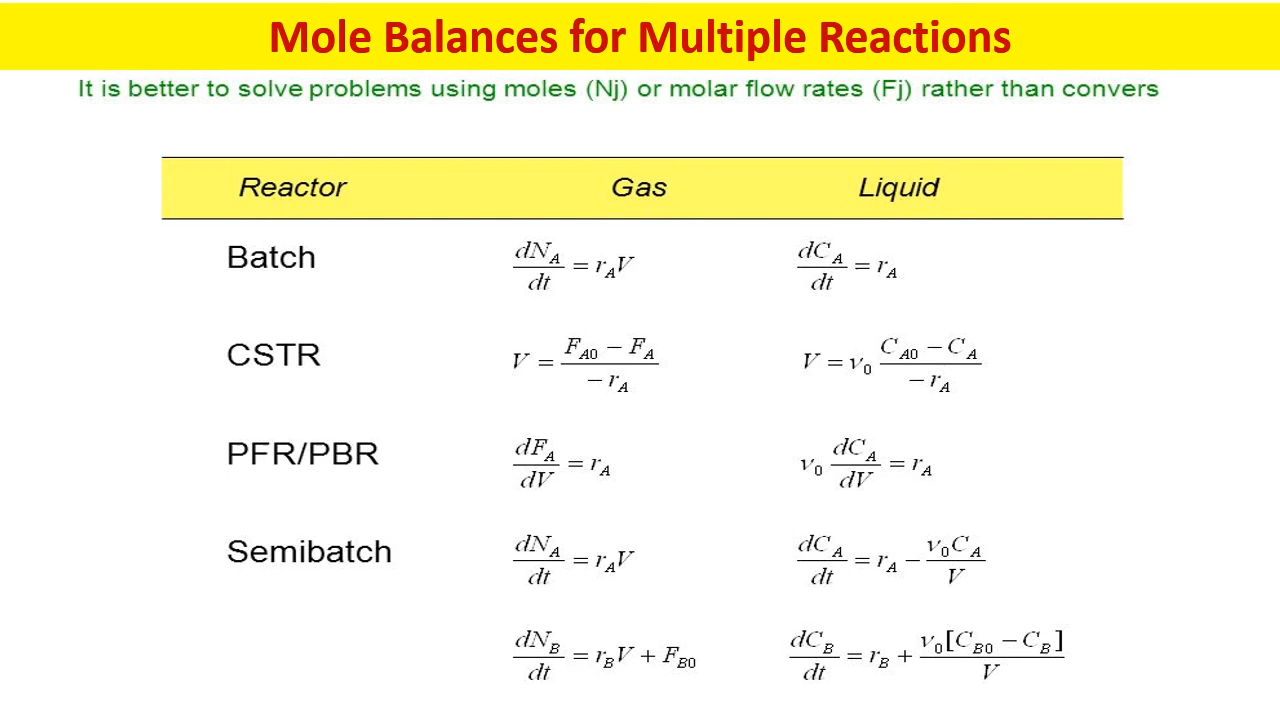 Mole Balances for Multiple Reactions
It is better to solve problems using moles (Nj) or molar flow rates (Fj) rather than convers
Reactor Gas Liquid
Batch dN_A/dt = r_A V dC_A/dt = r_A
CSTR V = (F_A0 − F_A)/(− r_A) V = ν_0 (C_A0 − C_A)/(− r_A)
PFR/PBR dF_A/dV = r_A ν_0 dC_A/dV = r_A
Semibatch dN_A/dt = r_A V dC_A/dt = r_A − ν_0 C_A/V
dN_B/dt = r_B V + F_B0 dC_B/dt = r_B + ν_0[C_B0 − C_B]/V